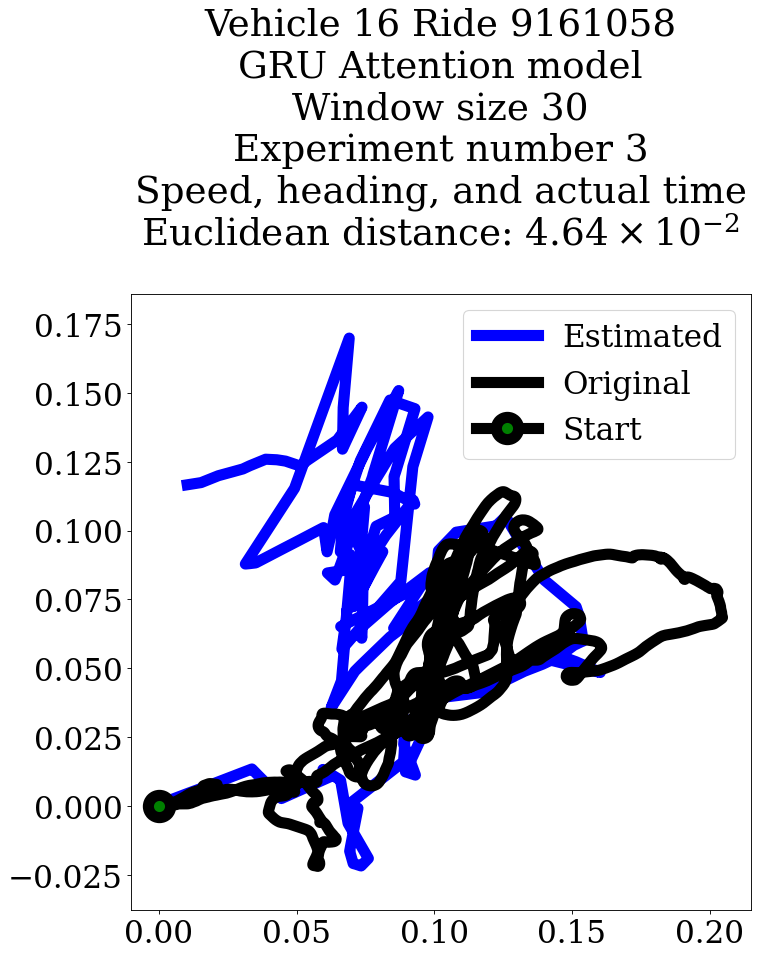 Vehicle 16 Ride 9161058
GRU Attention model
Window size 30
Experiment number 3
Speed, heading, and actual time
Euclidean distance: 4.64 × 10⁻²
Estimated
Original
Start
0.175
0.150
0.125
0.100
0.075
0.050
0.025
0.000
−0.025
0.00 0.05 0.10 0.15 0.20